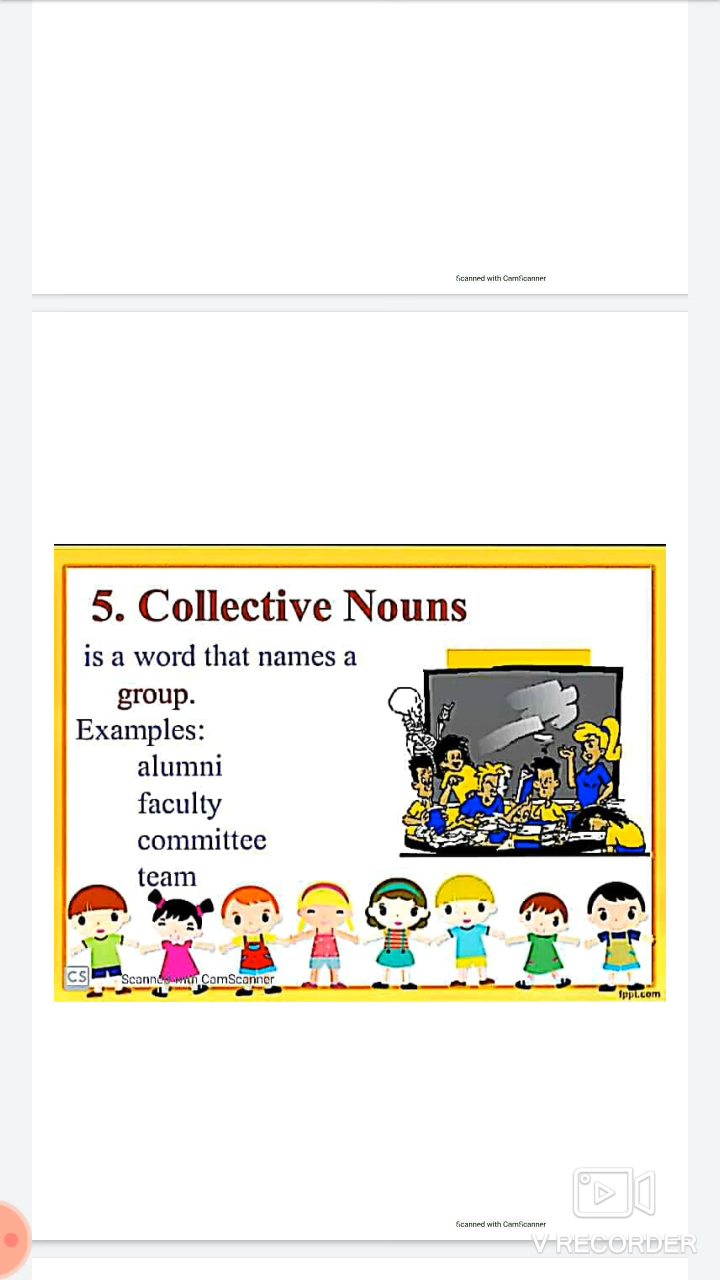 Scanned with CamScanner
5. Collective Nouns
is a word that names a
group.
Examples:
alumni
faculty
committee
team
CS
Scanned with CamScanner
fppt.com
Scanned with CamScanner
V RECORDER